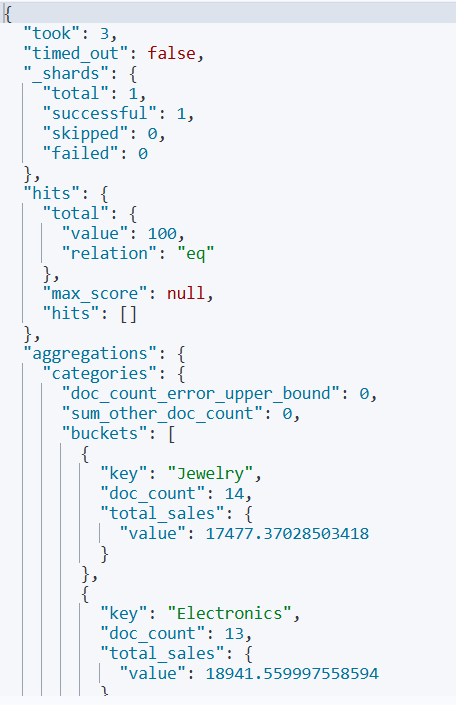 {
  "took": 3,
  "timed_out": false,
  "_shards": {
    "total": 1,
    "successful": 1,
    "skipped": 0,
    "failed": 0
  },
  "hits": {
    "total": {
      "value": 100,
      "relation": "eq"
    },
    "max_score": null,
    "hits": []
  },
  "aggregations": {
    "categories": {
      "doc_count_error_upper_bound": 0,
      "sum_other_doc_count": 0,
      "buckets": [
        {
          "key": "Jewelry",
          "doc_count": 14,
          "total_sales": {
            "value": 17477.37028503418
          }
        },
        {
          "key": "Electronics",
          "doc_count": 13,
          "total_sales": {
            "value": 18941.559997558594
          }